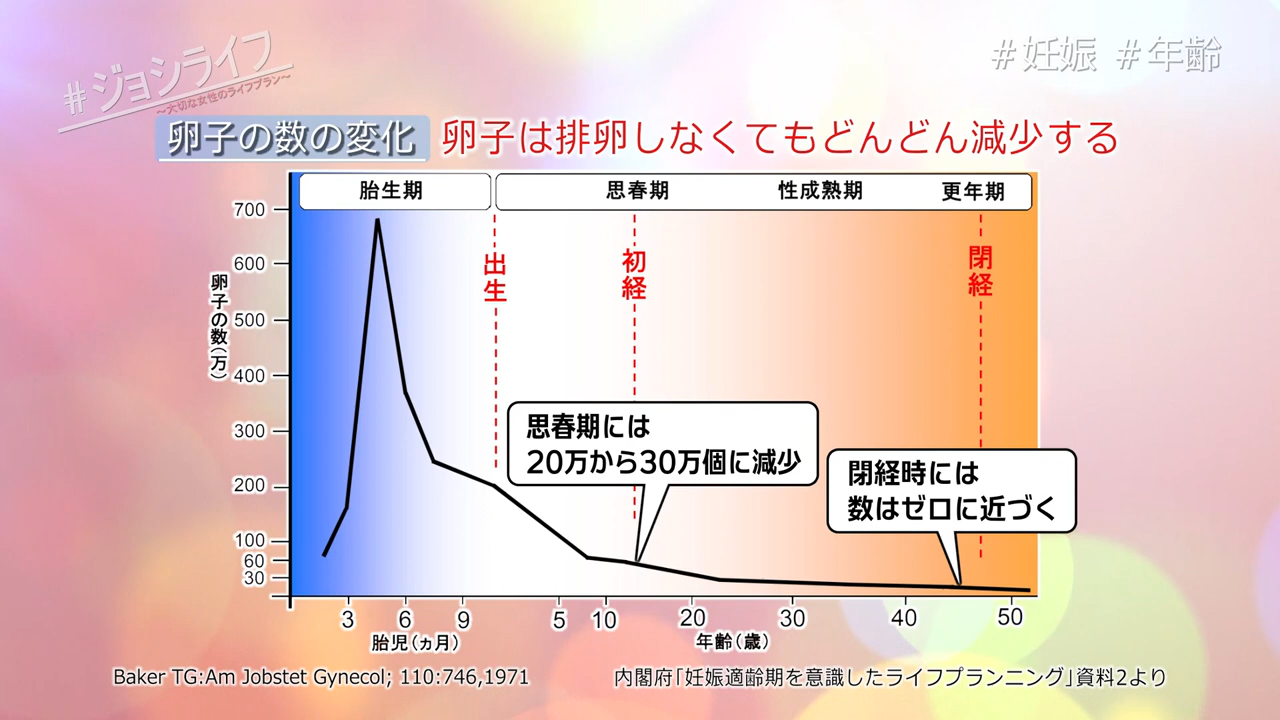 #ジョシライフ
～大切な女性のライフプラン～
#妊娠 #年齢
卵子の数の変化 卵子は排卵しなくてもどんどん減少する
胎生期 思春期 性成熟期 更年期
700
600
500
400
300
200
100
60
30
卵子の数(万)
出生
初経
閉経
思春期には
20万から30万個に減少
閉経時には
数はゼロに近づく
3 6 9 5 10 20 30 40 50
胎児(ヵ月) 年齢(歳)
Baker TG:Am Jobstet Gynecol; 110:746,1971
内閣府「妊娠適齢期を意識したライフプランニング」資料2より